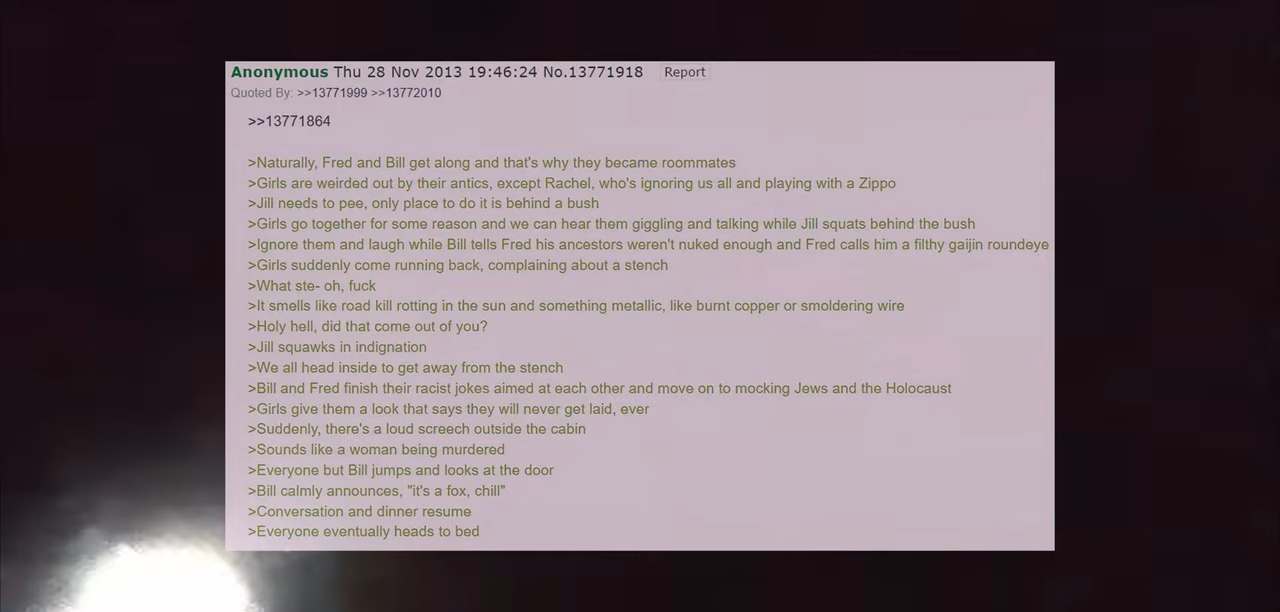 Anonymous Thu 28 Nov 2013 19:46:24 No.13771918 Report
Quoted By: >>13771999 >>13772010
>>13771864
>Naturally, Fred and Bill get along and that's why they became roommates
>Girls are weirded out by their antics, except Rachel, who's ignoring us all and playing with a Zippo
>Jill needs to pee, only place to do it is behind a bush
>Girls go together for some reason and we can hear them giggling and talking while Jill squats behind the bush
>Ignore them and laugh while Bill tells Fred his ancestors weren't nuked enough and Fred calls him a filthy gaijin roundeye
>Girls suddenly come running back, complaining about a stench
>What ste- oh, fuck
>It smells like road kill rotting in the sun and something metallic, like burnt copper or smoldering wire
>Holy hell, did that come out of you?
>Jill squawks in indignation
>We all head inside to get away from the stench
>Bill and Fred finish their racist jokes aimed at each other and move on to mocking Jews and the Holocaust
>Girls give them a look that says they will never get laid, ever
>Suddenly, there's a loud screech outside the cabin
>Sounds like a woman being murdered
>Everyone but Bill jumps and looks at the door
>Bill calmly announces, "it's a fox, chill"
>Conversation and dinner resume
>Everyone eventually heads to bed